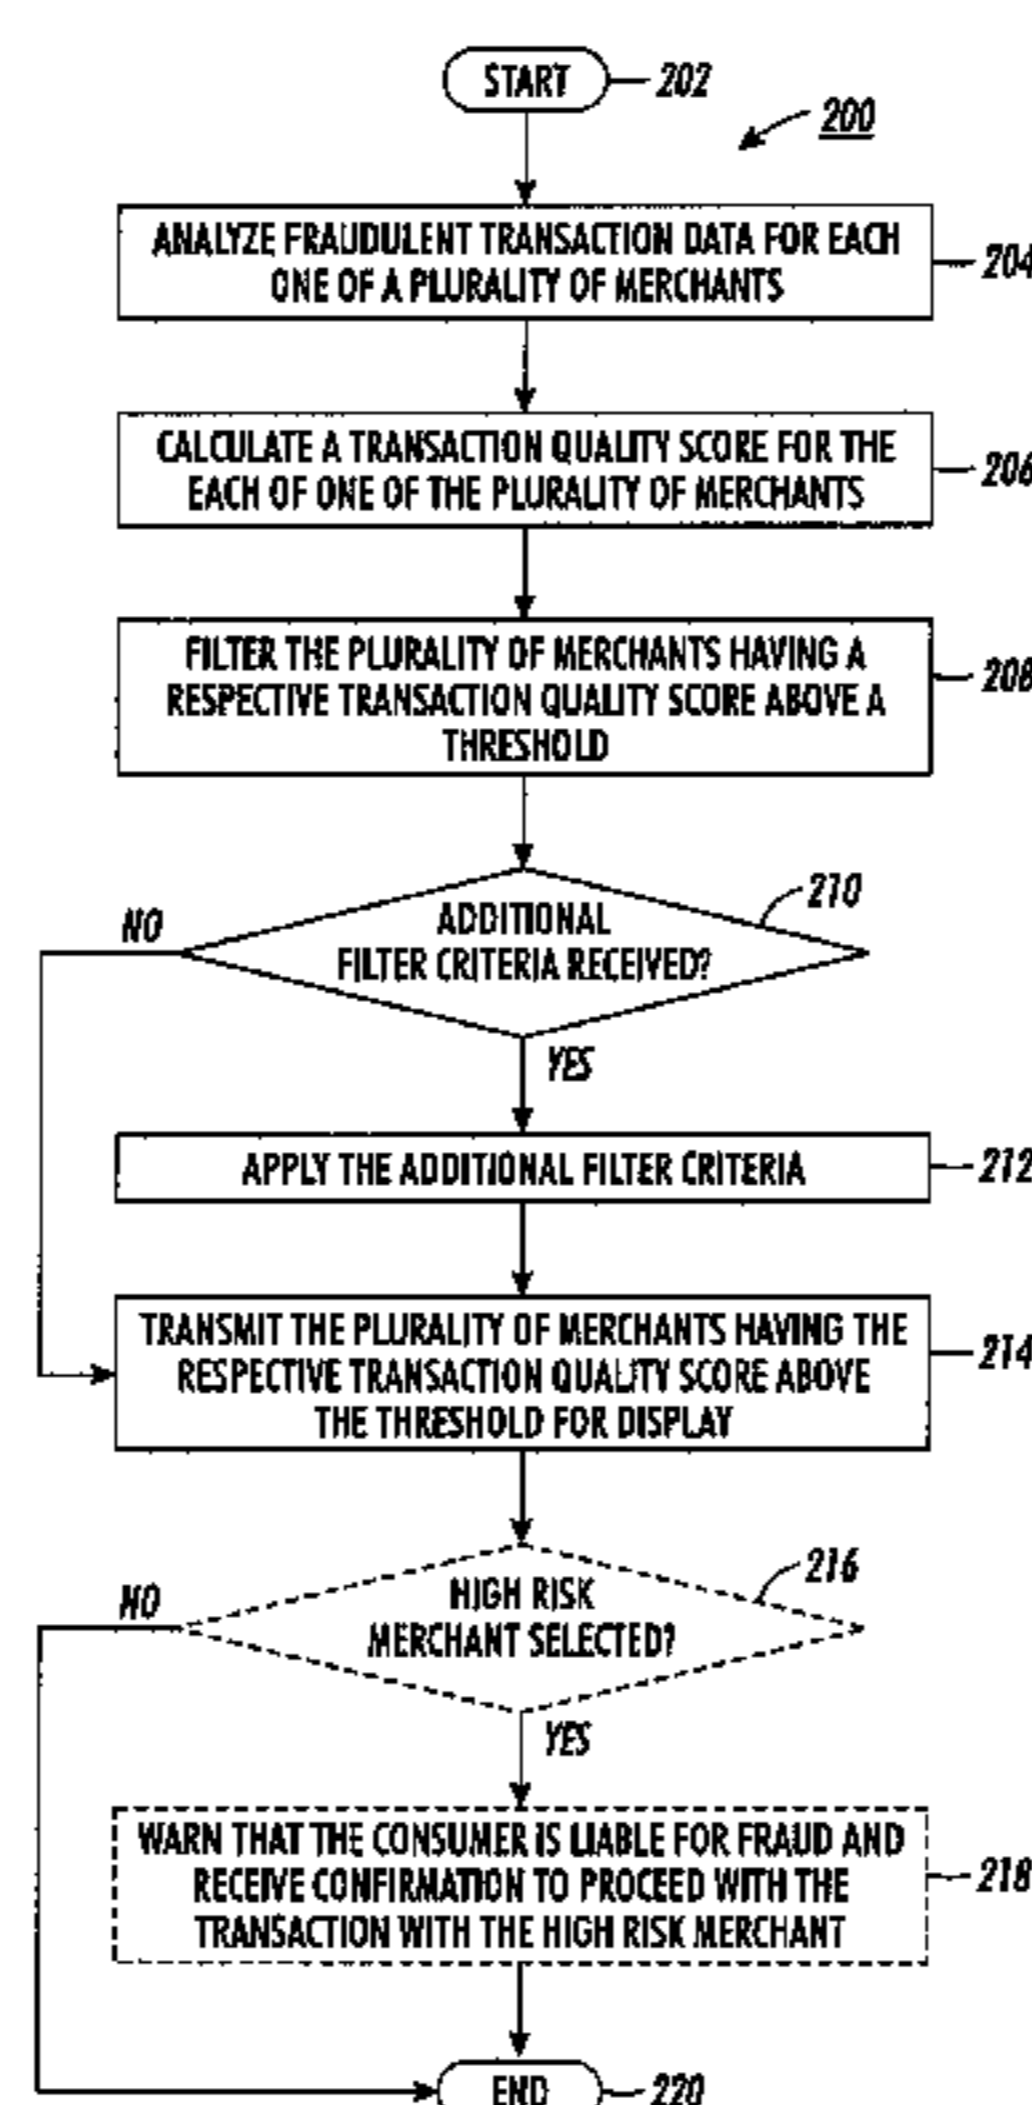 START 202
200
ANALYZE FRAUDULENT TRANSACTION DATA FOR EACH
ONE OF A PLURALITY OF MERCHANTS
204
CALCULATE A TRANSACTION QUALITY SCORE FOR THE
EACH OF ONE OF THE PLURALITY OF MERCHANTS
206
FILTER THE PLURALITY OF MERCHANTS HAVING A
RESPECTIVE TRANSACTION QUALITY SCORE ABOVE A
THRESHOLD
208
210
NO
ADDITIONAL
FILTER CRITERIA RECEIVED?
YES
APPLY THE ADDITIONAL FILTER CRITERIA
212
TRANSMIT THE PLURALITY OF MERCHANTS HAVING THE
RESPECTIVE TRANSACTION QUALITY SCORE ABOVE
THE THRESHOLD FOR DISPLAY
214
216
NO
HIGH RISK
MERCHANT SELECTED?
YES
WARN THAT THE CONSUMER IS LIABLE FOR FRAUD AND
RECEIVE CONFIRMATION TO PROCEED WITH THE
TRANSACTION WITH THE HIGH RISK MERCHANT
218
END 220